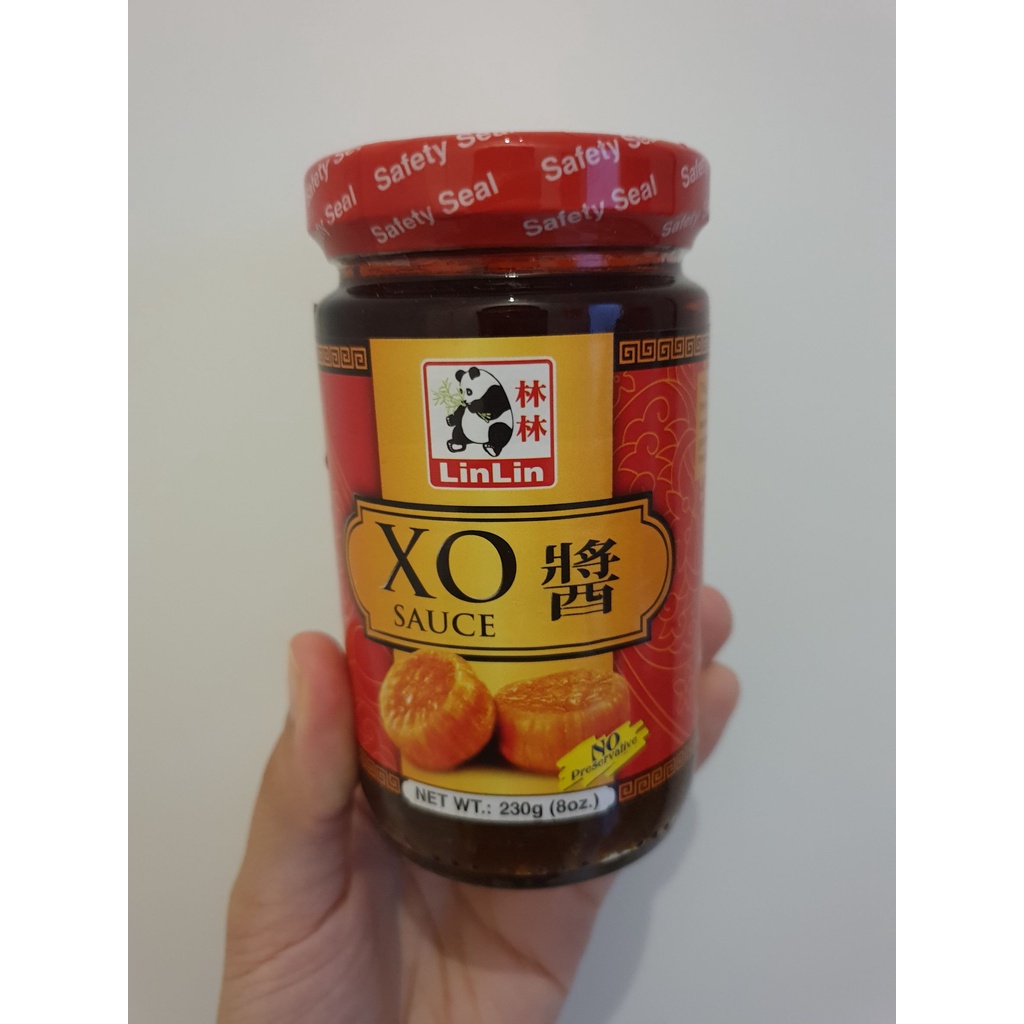 Safety Seal Safety Seal
Safety Seal Safety Seal Safety
林林
LinLin
XO 醬
SAUCE
NO
Preservative
NET WT.: 230g (8oz.)